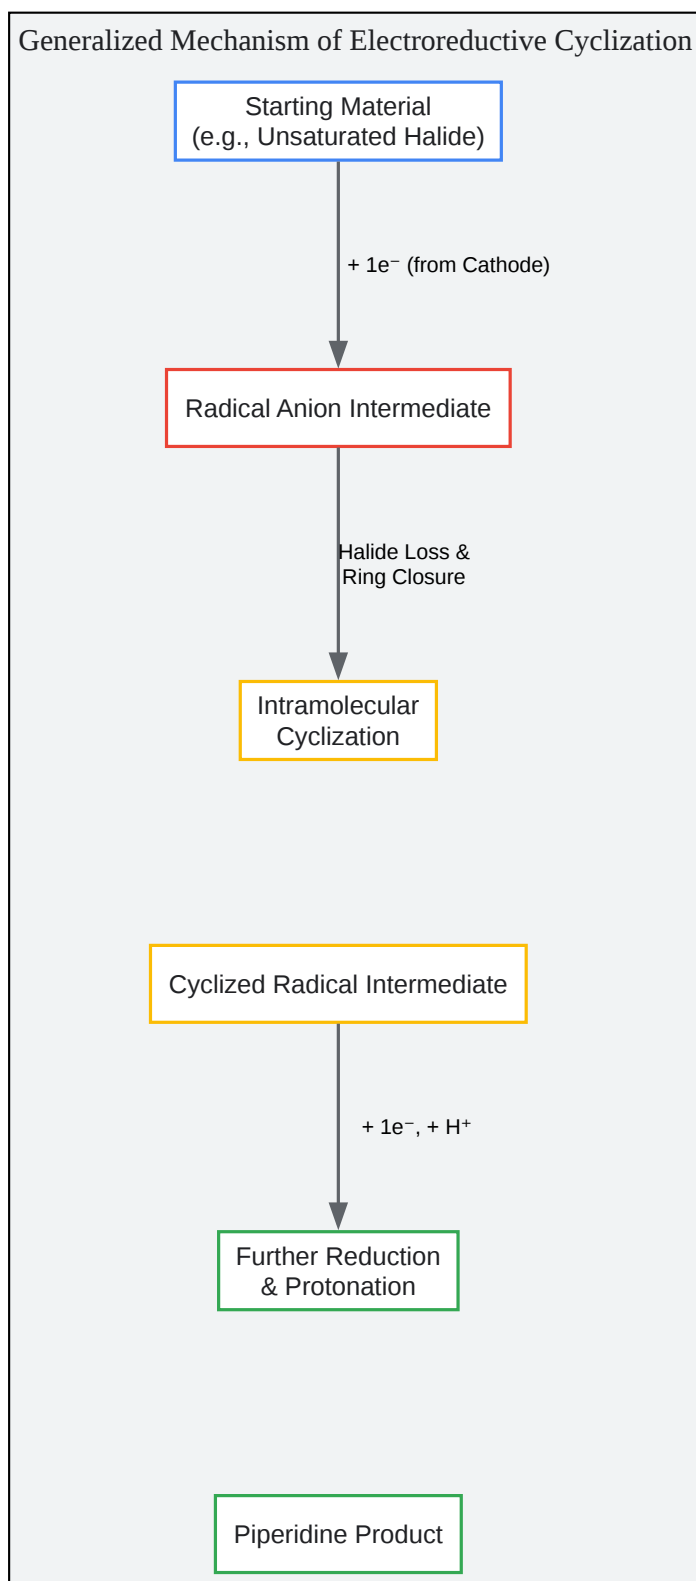 Generalized Mechanism of Electroreductive Cyclization
Starting Material
(e.g., Unsaturated Halide)
+ 1e⁻ (from Cathode)
Radical Anion Intermediate
Halide Loss &
Ring Closure
Intramolecular
Cyclization
Cyclized Radical Intermediate
+ 1e⁻, + H⁺
Further Reduction
& Protonation
Piperidine Product